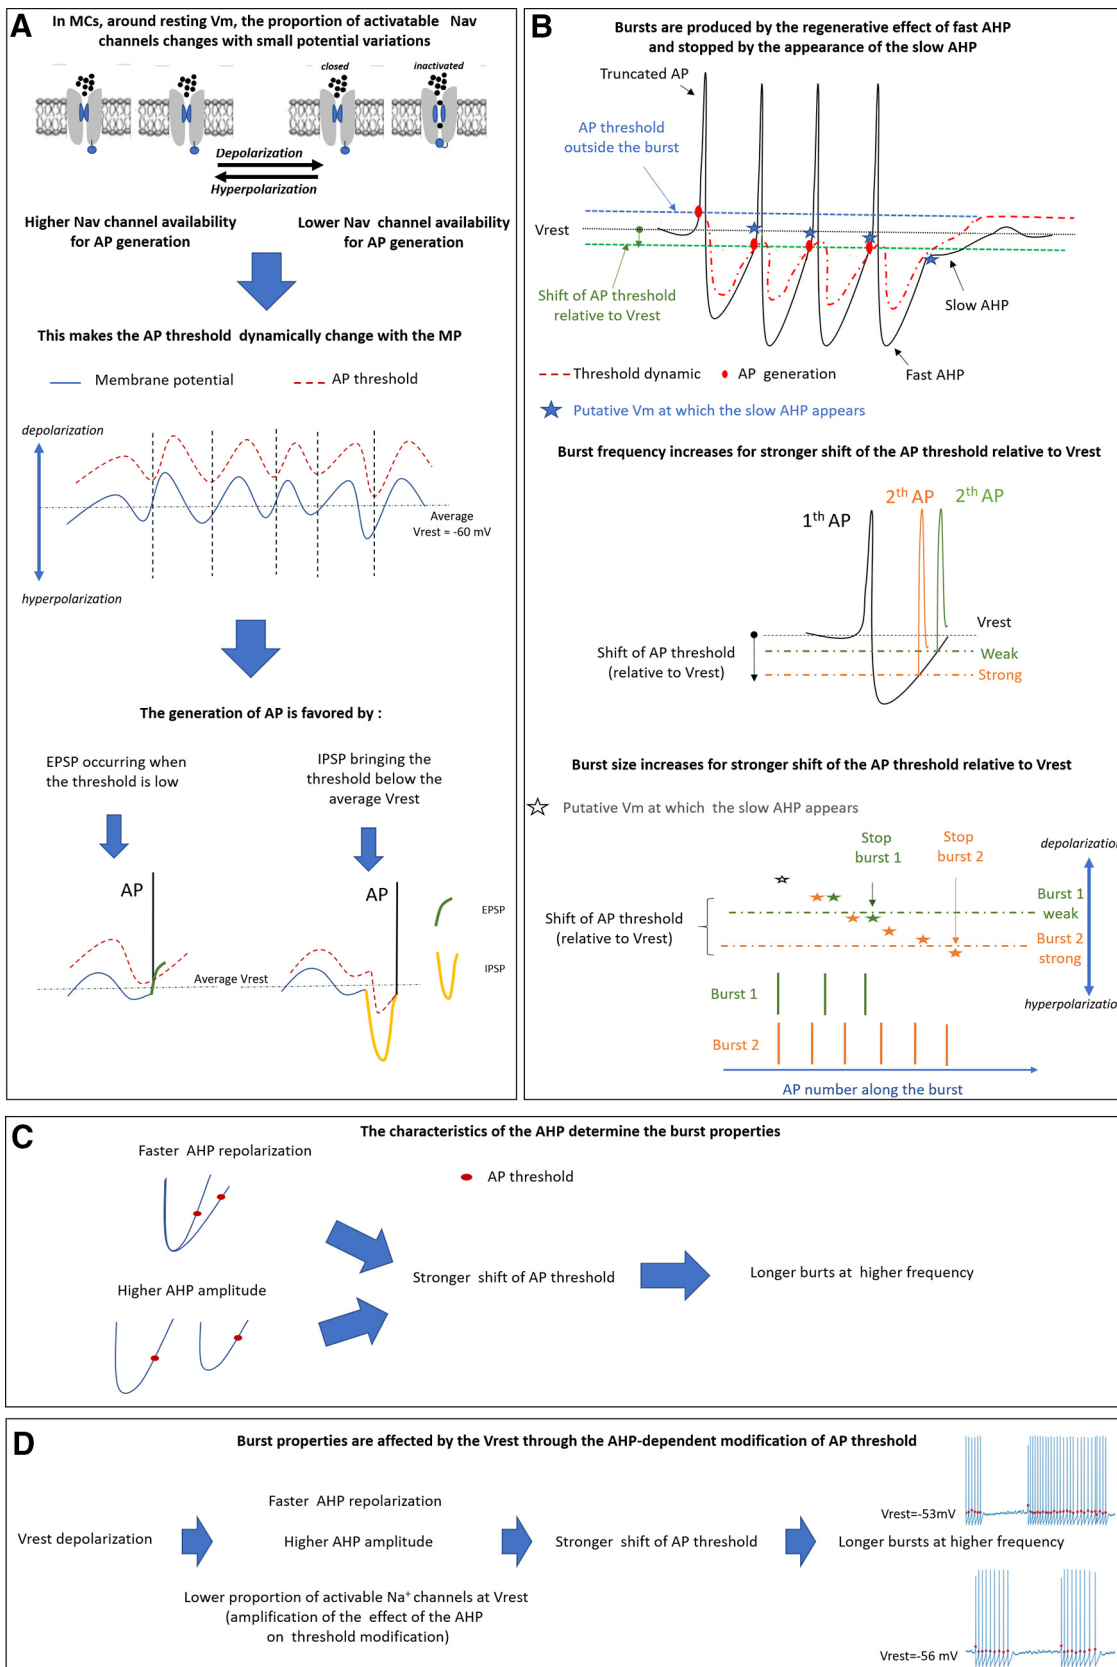 A
In MCs, around resting Vm, the proportion of activatable Nav
channels changes with small potential variations
closed
inactivated
Depolarization
Hyperpolarization
Higher Nav channel availability
for AP generation
Lower Nav channel availability
for AP generation
This makes the AP threshold dynamically change with the MP
Membrane potential
AP threshold
depolarization
Average
Vrest = -60 mV
hyperpolarization
The generation of AP is favored by :
EPSP occurring when
the threshold is low
IPSP bringing the
threshold below the
average Vrest
AP
AP
EPSP
IPSP
Average Vrest
B
Bursts are produced by the regenerative effect of fast AHP
and stopped by the appearance of the slow AHP
Truncated AP
AP threshold
outside the burst
Vrest
Shift of AP threshold
relative to Vrest
Slow AHP
Fast AHP
Threshold dynamic
AP generation
Putative Vm at which the slow AHP appears
Burst frequency increases for stronger shift of the AP threshold relative to Vrest
1th AP
2th AP
2th AP
Vrest
Shift of AP threshold
(relative to Vrest)
Weak
Strong
Burst size increases for stronger shift of the AP threshold relative to Vrest
Putative Vm at which the slow AHP appears
Stop
burst 1
Stop
burst 2
depolarization
Shift of AP threshold
(relative to Vrest)
Burst 1
weak
Burst 2
strong
hyperpolarization
Burst 1
Burst 2
AP number along the burst
C
The characteristics of the AHP determine the burst properties
Faster AHP repolarization
AP threshold
Higher AHP amplitude
Stronger shift of AP threshold
Longer burts at higher frequency
D
Burst properties are affected by the Vrest through the AHP-dependent modification of AP threshold
Vrest depolarization
Faster AHP repolarization
Higher AHP amplitude
Lower proportion of activable Na+ channels at Vrest
(amplification of the effect of the AHP
on threshold modification)
Stronger shift of AP threshold
Vrest=-53mV
Longer bursts at higher frequency
Vrest=-56 mV